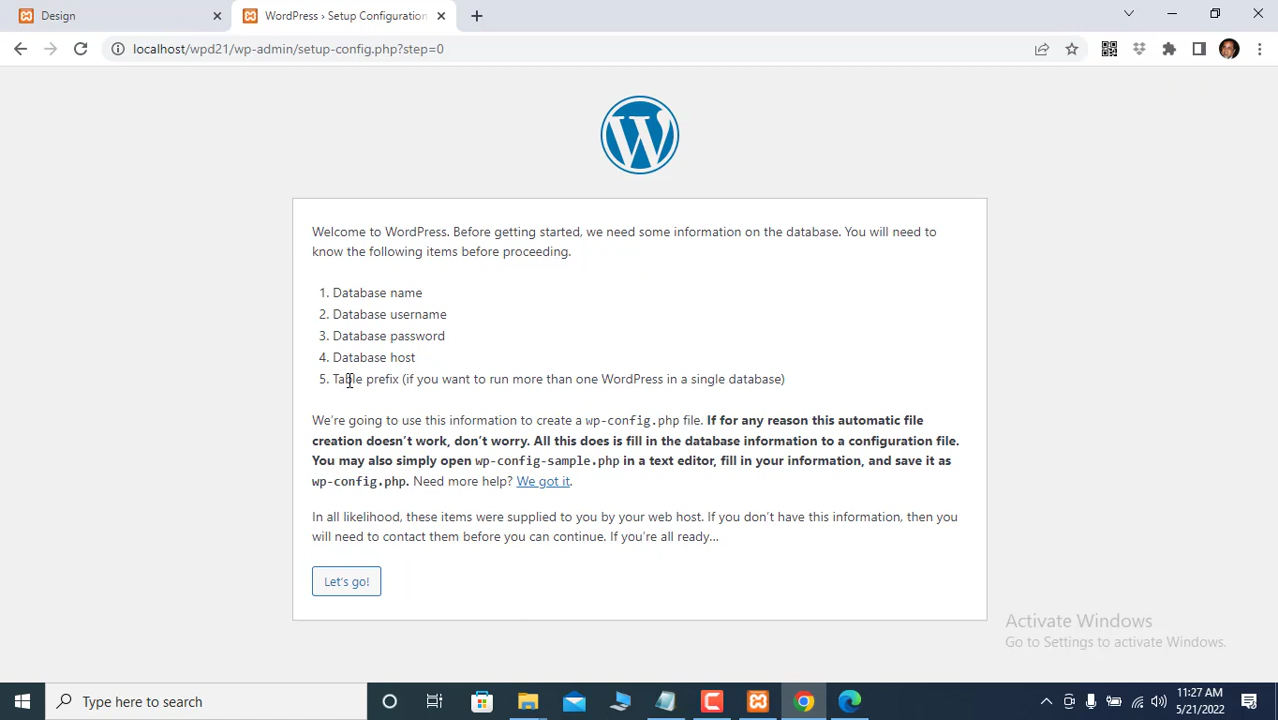 Design
WordPress › Setup Configuration
localhost/wpd21/wp-admin/setup-config.php?step=0
W
Welcome to WordPress. Before getting started, we need some information on the database. You will need to
know the following items before proceeding.
1. Database name
2. Database username
3. Database password
4. Database host
5. Table prefix (if you want to run more than one WordPress in a single database)
We're going to use this information to create a wp-config.php file. If for any reason this automatic file
creation doesn't work, don't worry. All this does is fill in the database information to a configuration file.
You may also simply open wp-config-sample.php in a text editor, fill in your information, and save it as
wp-config.php. Need more help? We got it.
In all likelihood, these items were supplied to you by your web host. If you don't have this information, then you
will need to contact them before you can continue. If you're all ready…
Let's go!
Activate Windows
Go to Settings to activate Windows.
Type here to search
11:27 AM
5/21/2022